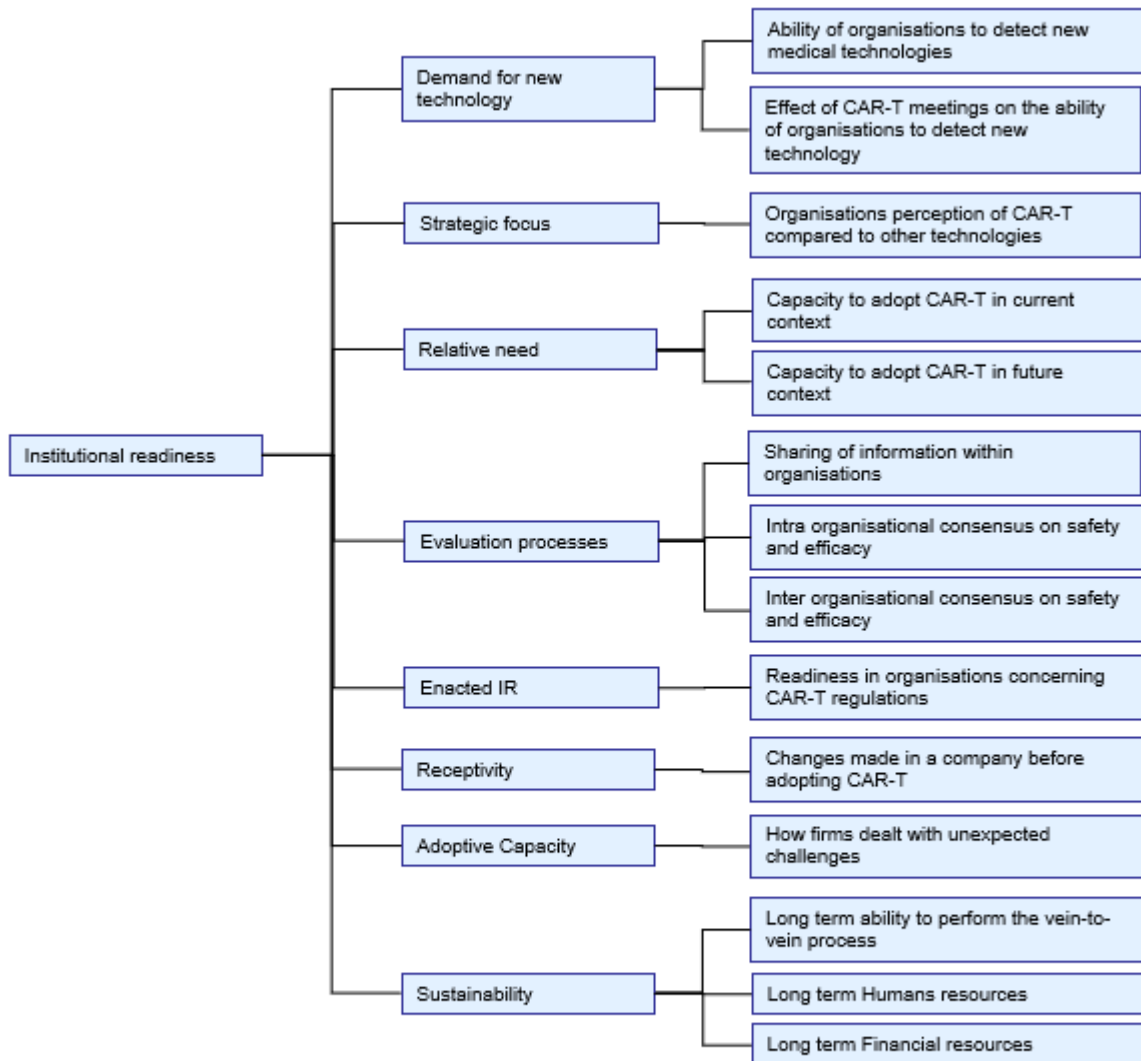 Ability of organisations to detect new
medical technologies
Demand for new
technology
Effect of CAR-T meetings on the ability
of organisations to detect new
technology
Strategic focus
Organisations perception of CAR-T
compared to other technologies
Capacity to adopt CAR-T in current
context
Relative need
Capacity to adopt CAR-T in future
context
Institutional readiness
Sharing of information within
organisations
Evaluation processes
Intra organisational consensus on safety
and efficacy
Inter organisational consensus on safety
and efficacy
Enacted IR
Readiness in organisations concerning
CAR-T regulations
Receptivity
Changes made in a company before
adopting CAR-T
Adoptive Capacity
How firms dealt with unexpected
challenges
Long term ability to perform the vein-to-
vein process
Sustainability
Long term Humans resources
Long term Financial resources